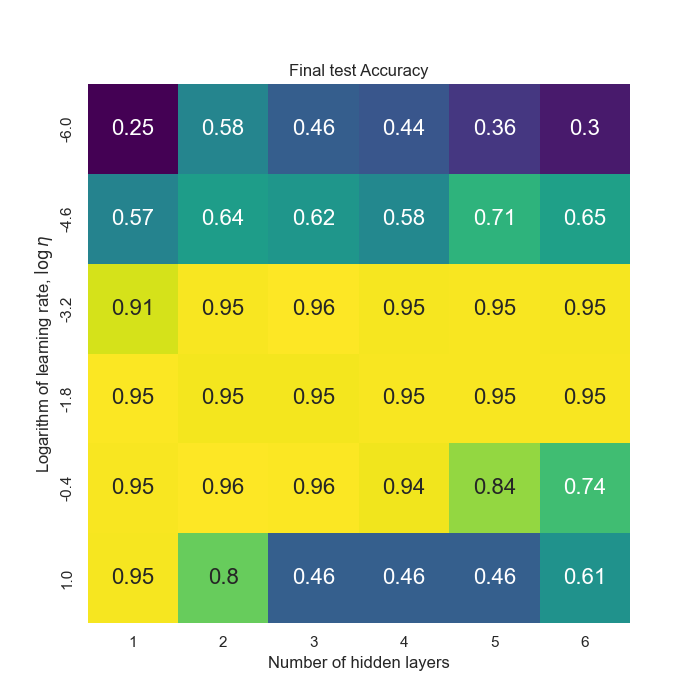 Final test Accuracy
Logarithm of learning rate, log η
-6.0 0.25 0.58 0.46 0.44 0.36 0.3
-4.6 0.57 0.64 0.62 0.58 0.71 0.65
-3.2 0.91 0.95 0.96 0.95 0.95 0.95
-1.8 0.95 0.95 0.95 0.95 0.95 0.95
-0.4 0.95 0.96 0.96 0.94 0.84 0.74
1.0 0.95 0.8 0.46 0.46 0.46 0.61
1 2 3 4 5 6
Number of hidden layers